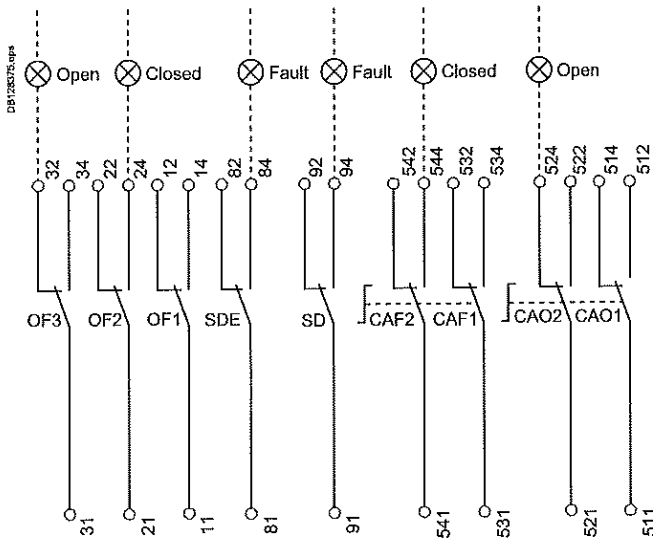 DB128375.eps
Open Closed Fault Fault Closed Open
32 34 22 24 12 14 82 84 92 94 542 544 532 534 524 522 514 512
OF3 OF2 OF1 SDE SD CAF2 CAF1 CAO2 CAO1
31 21 11 81 91 541 531 521 511